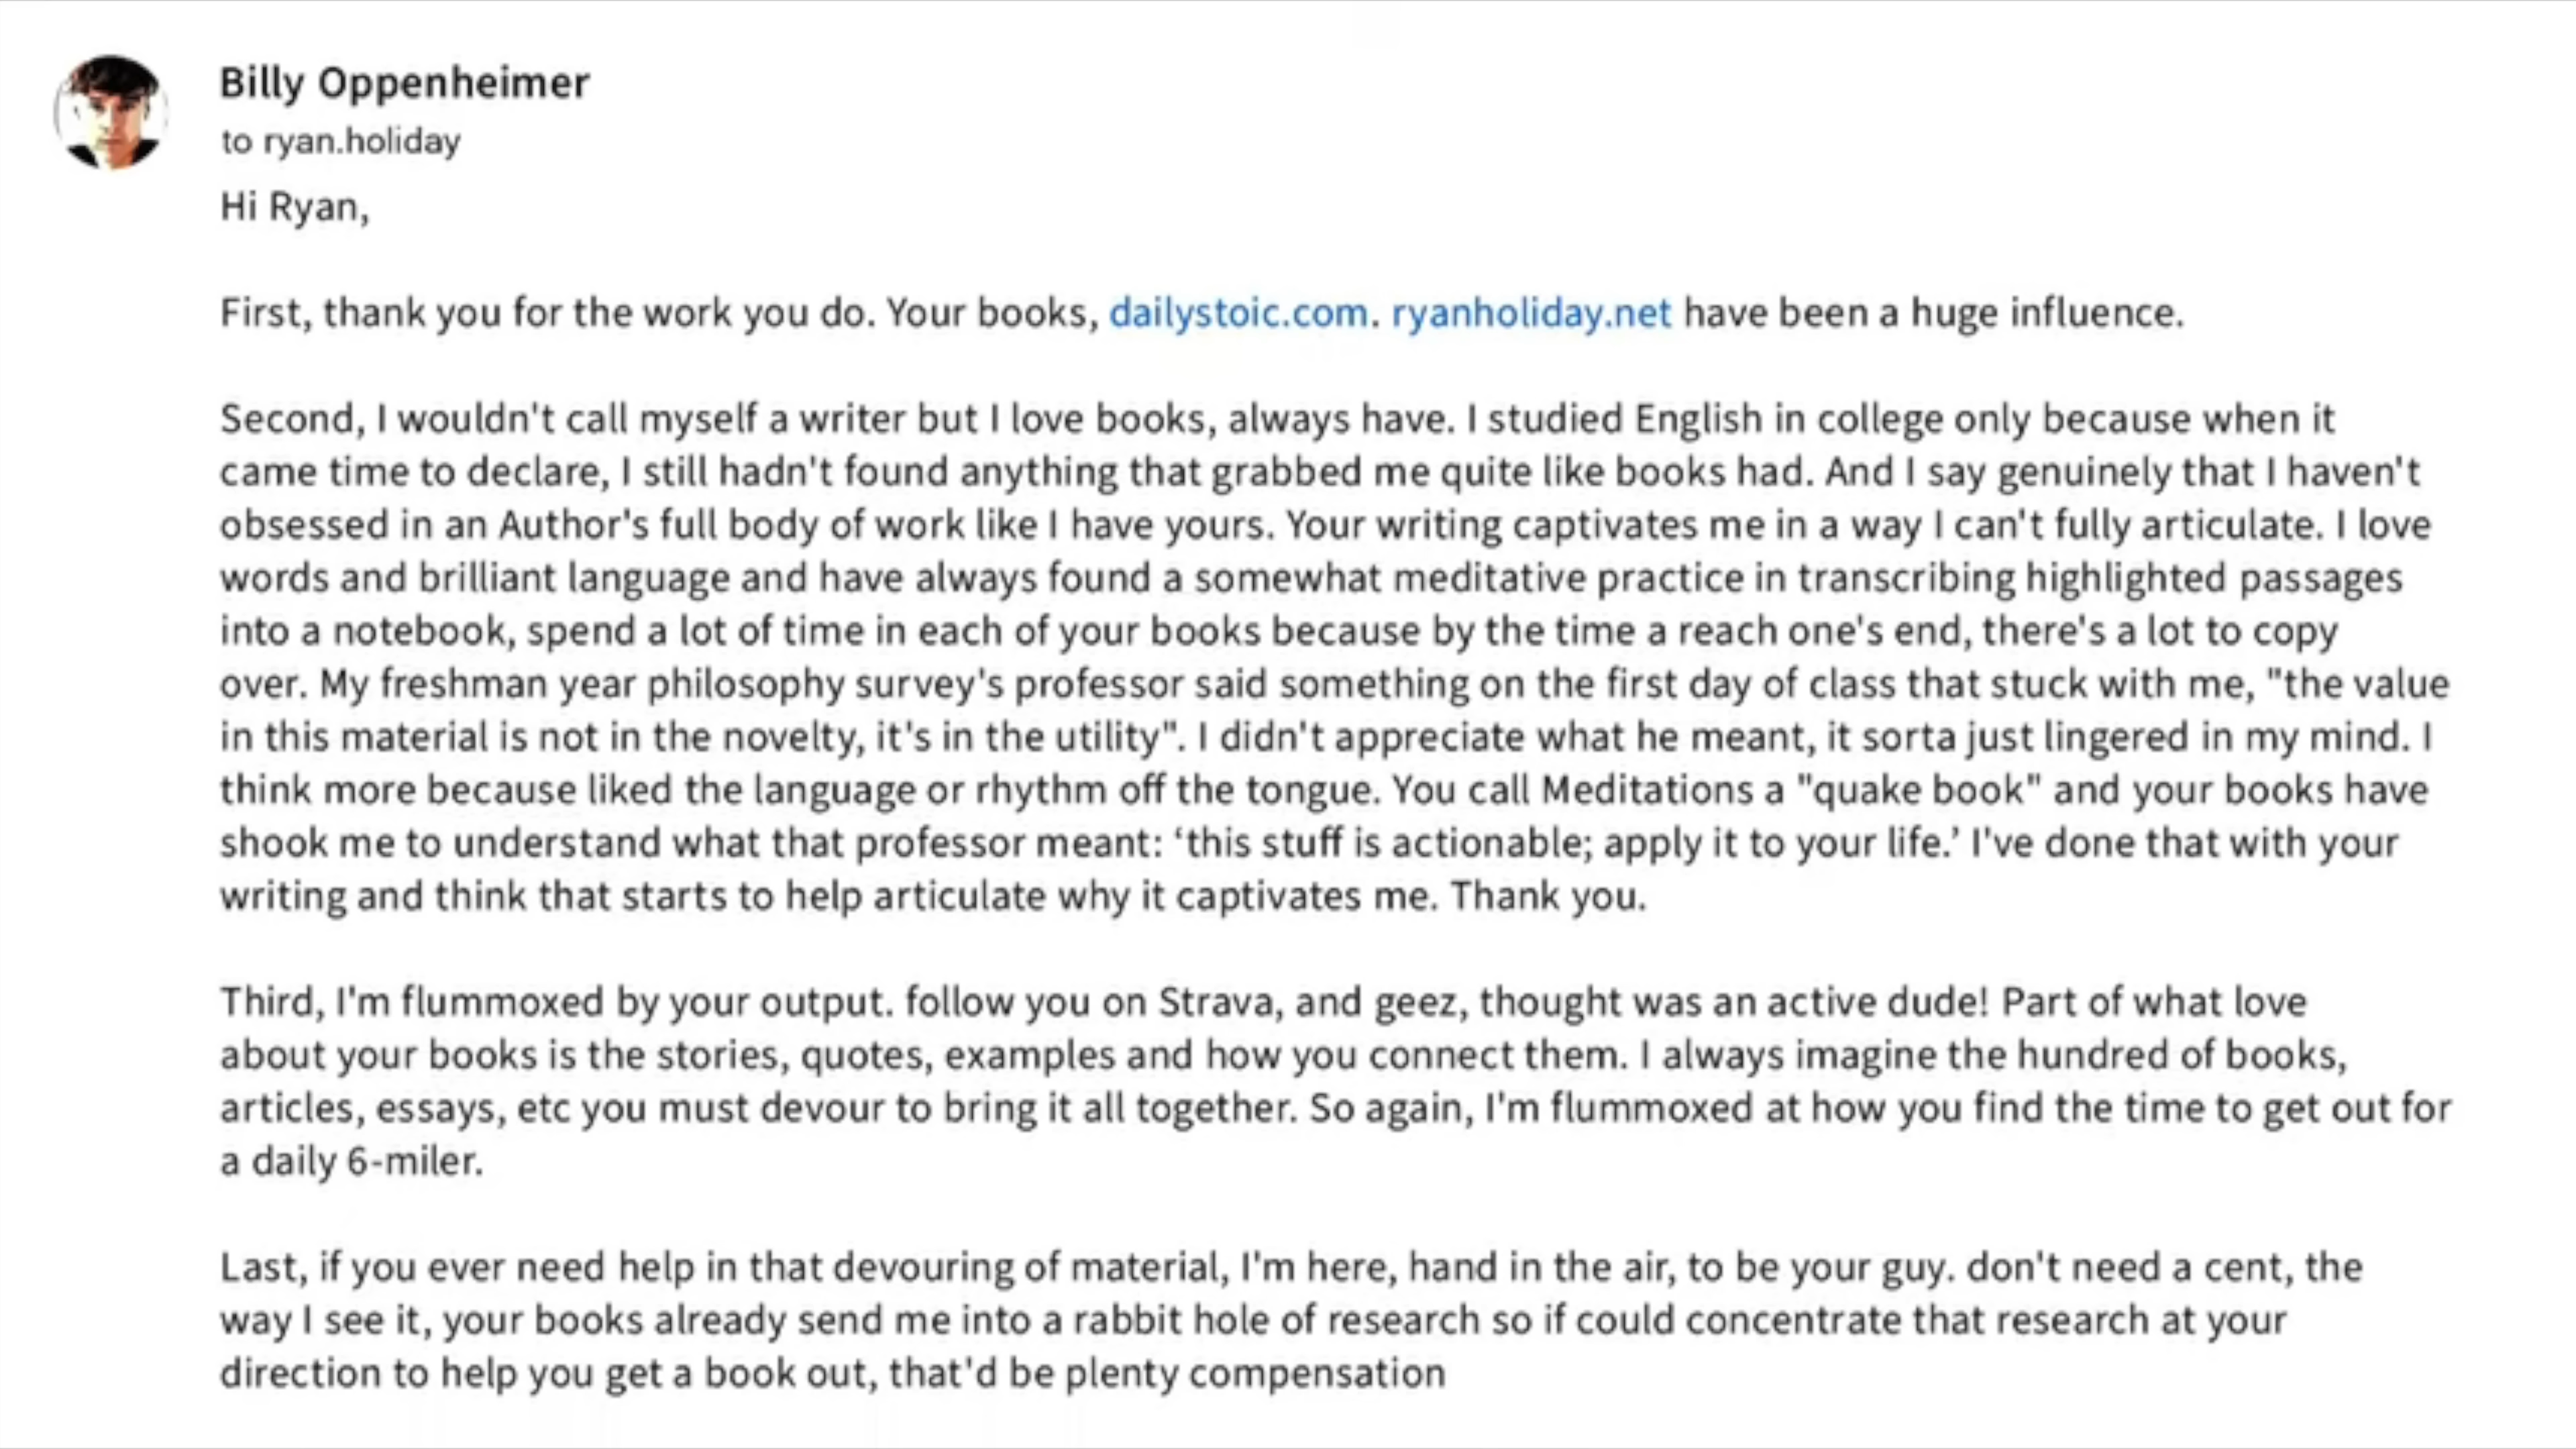 Billy Oppenheimer
to ryan.holiday
Hi Ryan,
First, thank you for the work you do. Your books, dailystoic.com. ryanholiday.net have been a huge influence.
Second, I wouldn't call myself a writer but I love books, always have. I studied English in college only because when it
came time to declare, I still hadn't found anything that grabbed me quite like books had. And I say genuinely that I haven't
obsessed in an Author's full body of work like I have yours. Your writing captivates me in a way I can't fully articulate. I love
words and brilliant language and have always found a somewhat meditative practice in transcribing highlighted passages
into a notebook, spend a lot of time in each of your books because by the time a reach one's end, there's a lot to copy
over. My freshman year philosophy survey's professor said something on the first day of class that stuck with me, "the value
in this material is not in the novelty, it's in the utility". I didn't appreciate what he meant, it sorta just lingered in my mind. I
think more because liked the language or rhythm off the tongue. You call Meditations a "quake book" and your books have
shook me to understand what that professor meant: ‘this stuff is actionable; apply it to your life.’ I've done that with your
writing and think that starts to help articulate why it captivates me. Thank you.
Third, I'm flummoxed by your output. follow you on Strava, and geez, thought was an active dude! Part of what love
about your books is the stories, quotes, examples and how you connect them. I always imagine the hundred of books,
articles, essays, etc you must devour to bring it all together. So again, I'm flummoxed at how you find the time to get out for
a daily 6-miler.
Last, if you ever need help in that devouring of material, I'm here, hand in the air, to be your guy. don't need a cent, the
way I see it, your books already send me into a rabbit hole of research so if could concentrate that research at your
direction to help you get a book out, that'd be plenty compensation